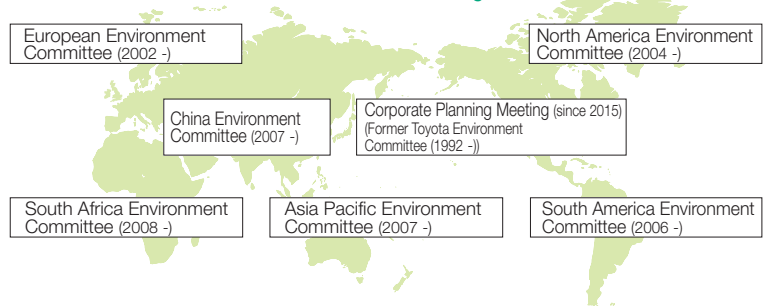 European Environment
Committee (2002 -)
North America Environment
Committee (2004 -)
China Environment
Committee (2007 -)
Corporate Planning Meeting (since 2015)
(Former Toyota Environment
Committee (1992 -))
South Africa Environment
Committee (2008 -)
Asia Pacific Environment
Committee (2007 -)
South America Environment
Committee (2006 -)